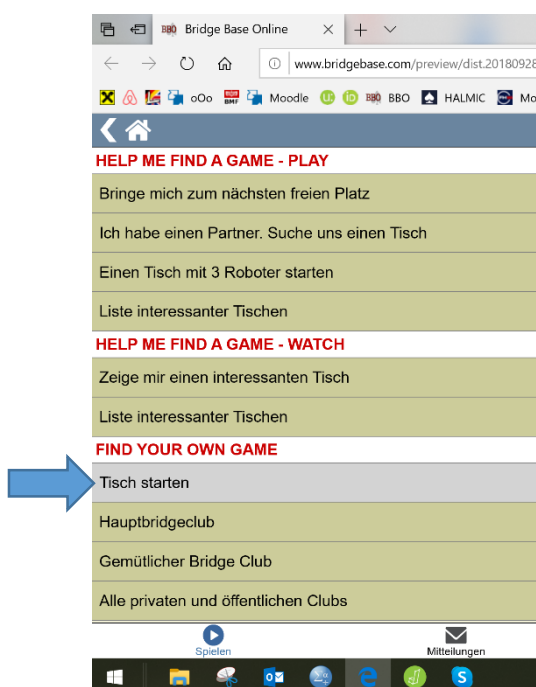 BBO Bridge Base Online
www.bridgebase.com/preview/dist.20180928
oOo BMF Moodle BBO BBO HALMIC Mo
HELP ME FIND A GAME - PLAY
Bringe mich zum nächsten freien Platz
Ich habe einen Partner. Suche uns einen Tisch
Einen Tisch mit 3 Roboter starten
Liste interessanter Tischen
HELP ME FIND A GAME - WATCH
Zeige mir einen interessanten Tisch
Liste interessanter Tischen
FIND YOUR OWN GAME
Tisch starten
Hauptbridgeclub
Gemütlicher Bridge Club
Alle privaten und öffentlichen Clubs
Spielen Mitteilungen